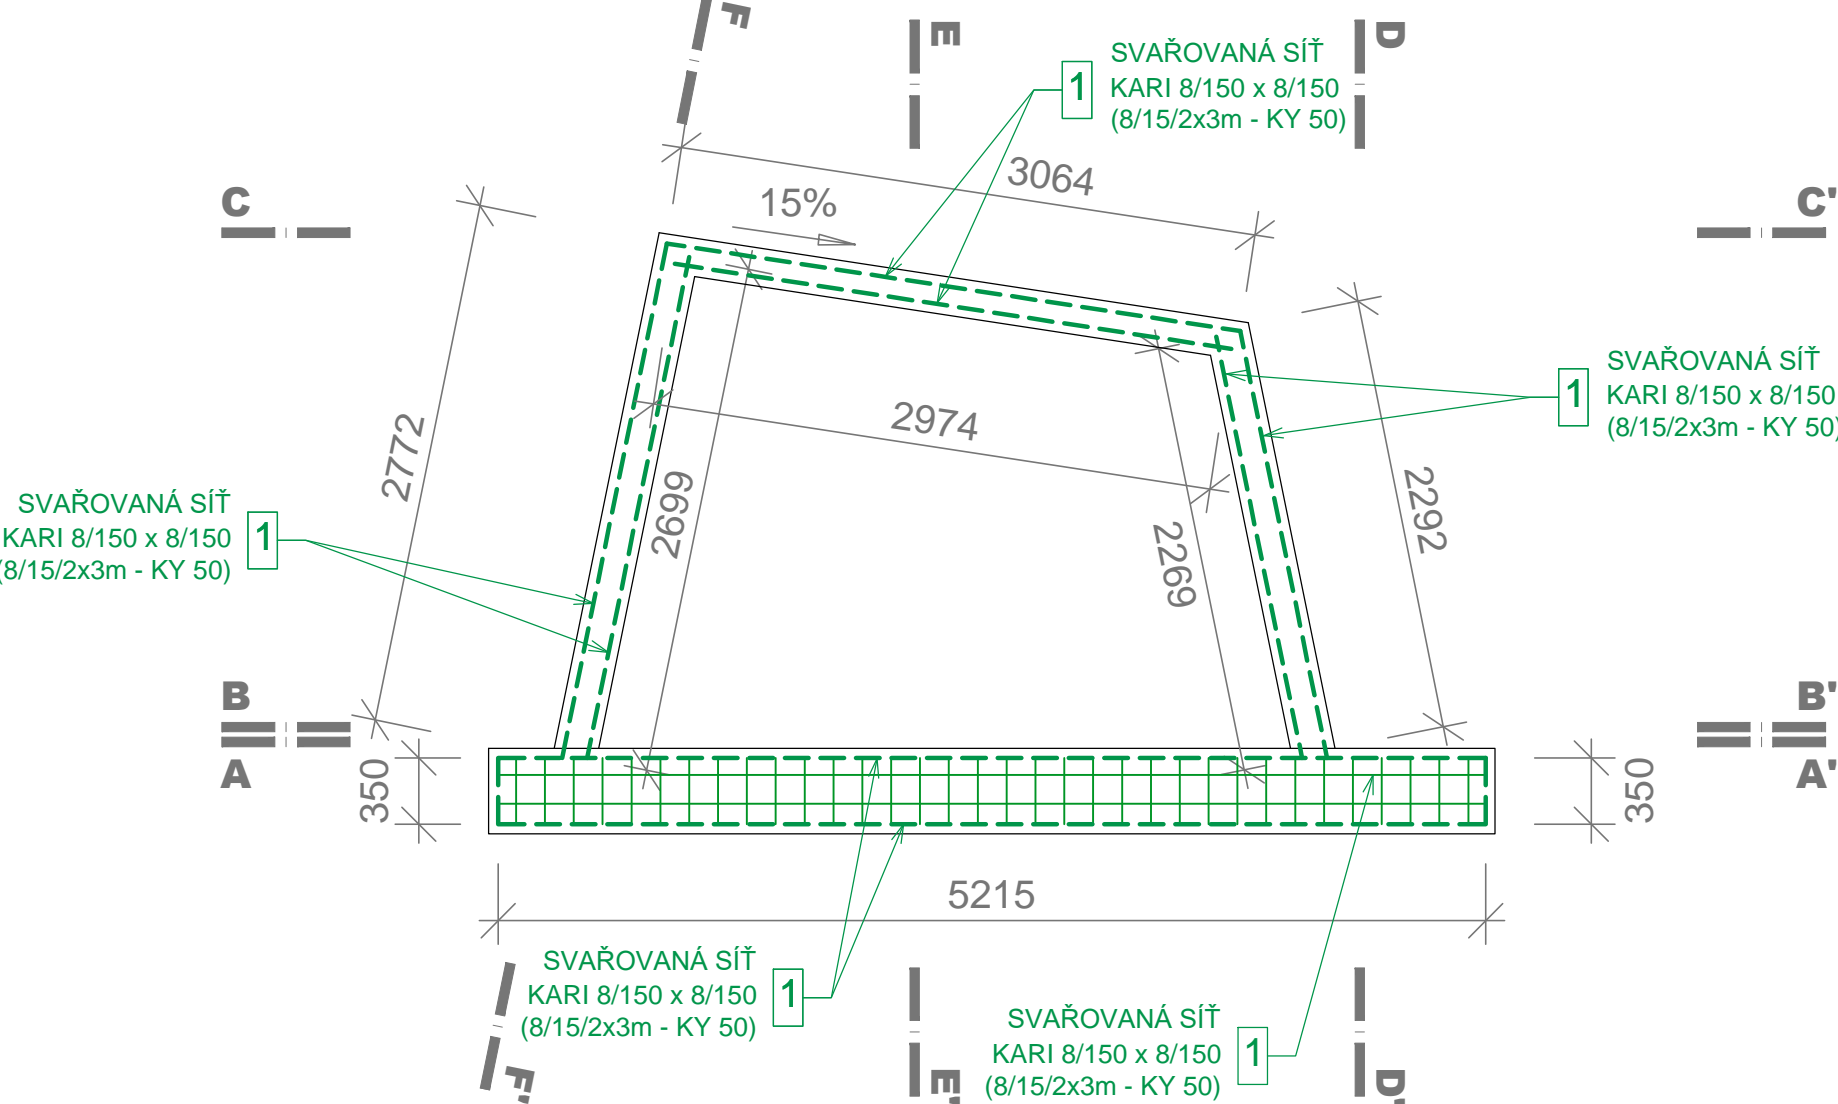 F
E
D
SVAŘOVANÁ SÍŤ
1
KARI 8/150 x 8/150
(8/15/2x3m - KY 50)
3064
15%
C
C'
SVAŘOVANÁ SÍŤ
1
KARI 8/150 x 8/150
(8/15/2x3m - KY 50)
2974
2772
2699
2269
2292
SVAŘOVANÁ SÍŤ
KARI 8/150 x 8/150
1
(8/15/2x3m - KY 50)
B
B'
A
A'
350
350
5215
SVAŘOVANÁ SÍŤ
KARI 8/150 x 8/150
1
(8/15/2x3m - KY 50)
SVAŘOVANÁ SÍŤ
KARI 8/150 x 8/150
1
(8/15/2x3m - KY 50)
F'
E'
D'